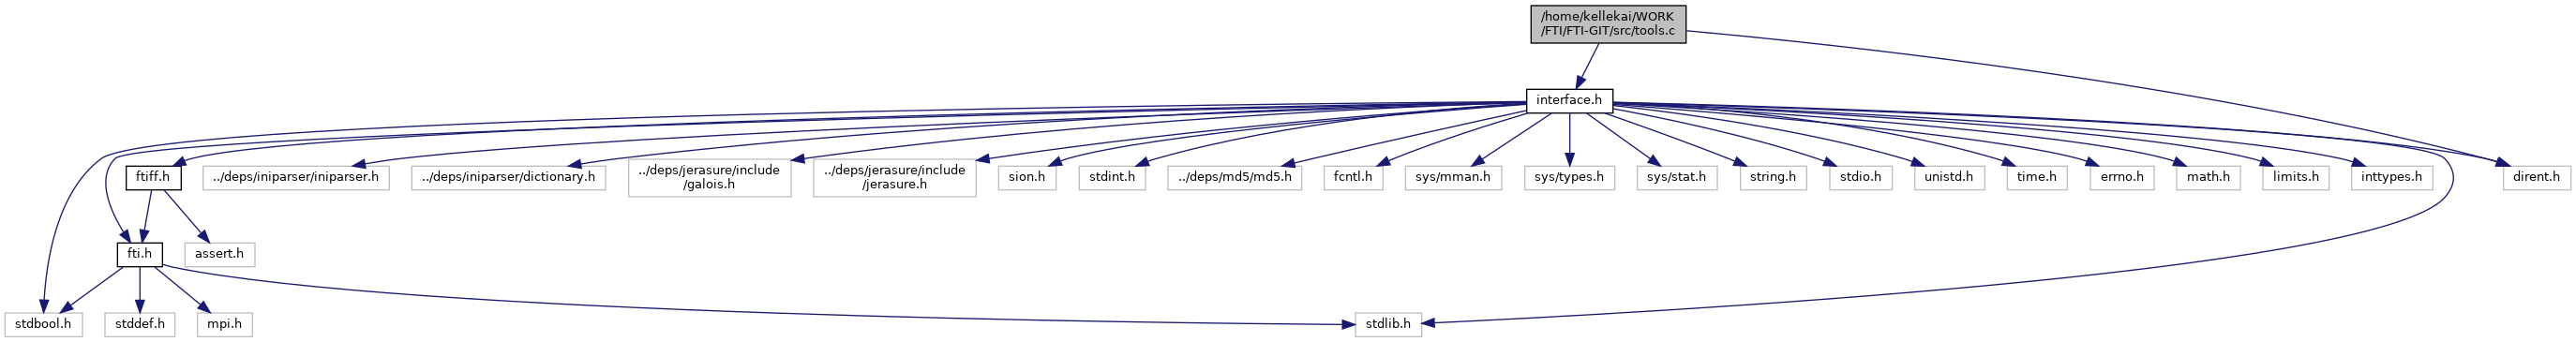 /home/kellekai/WORK
/FTI/FTI-GIT/src/tools.c
interface.h
ftiff.h
../deps/iniparser/iniparser.h
../deps/iniparser/dictionary.h
../deps/jerasure/include
/galois.h
../deps/jerasure/include
/jerasure.h
sion.h
stdint.h
../deps/md5/md5.h
fcntl.h
sys/mman.h
sys/types.h
sys/stat.h
string.h
stdio.h
unistd.h
time.h
errno.h
math.h
limits.h
inttypes.h
dirent.h
fti.h
assert.h
stdbool.h
stddef.h
mpi.h
stdlib.h